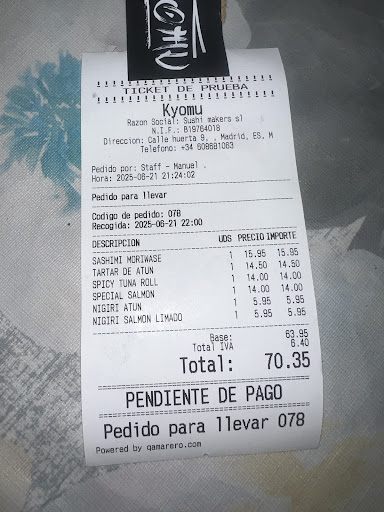 TICKET DE PRUEBA
Kyomu
Razon Social: Sushi makers sl
N.I.F.: B19764018
Direccion: Calle huerta 9, , Madrid, ES, M
Telefono: +34 608681063
Pedido por: Staff - Manuel .
Hora: 2025-06-21 21:24:02
Pedido para llevar
Codigo de pedido: 078
Recogida: 2025-06-21 22:00
DESCRIPCION UDS PRECIO IMPORTE
SASHIMI MORIWASE 1 15.95 15.95
TARTAR DE ATUN 1 14.50 14.50
SPICY TUNA ROLL 1 14.00 14.00
SPECIAL SALMON 1 14.00 14.00
NIGIRI ATUN 1 5.95 5.95
NIGIRI SALMON LIMADO 1 5.95 5.95
Base: 63.95
Total IVA 6.40
Total: 70.35
PENDIENTE DE PAGO
Pedido para llevar 078
Powered by qamarero.com